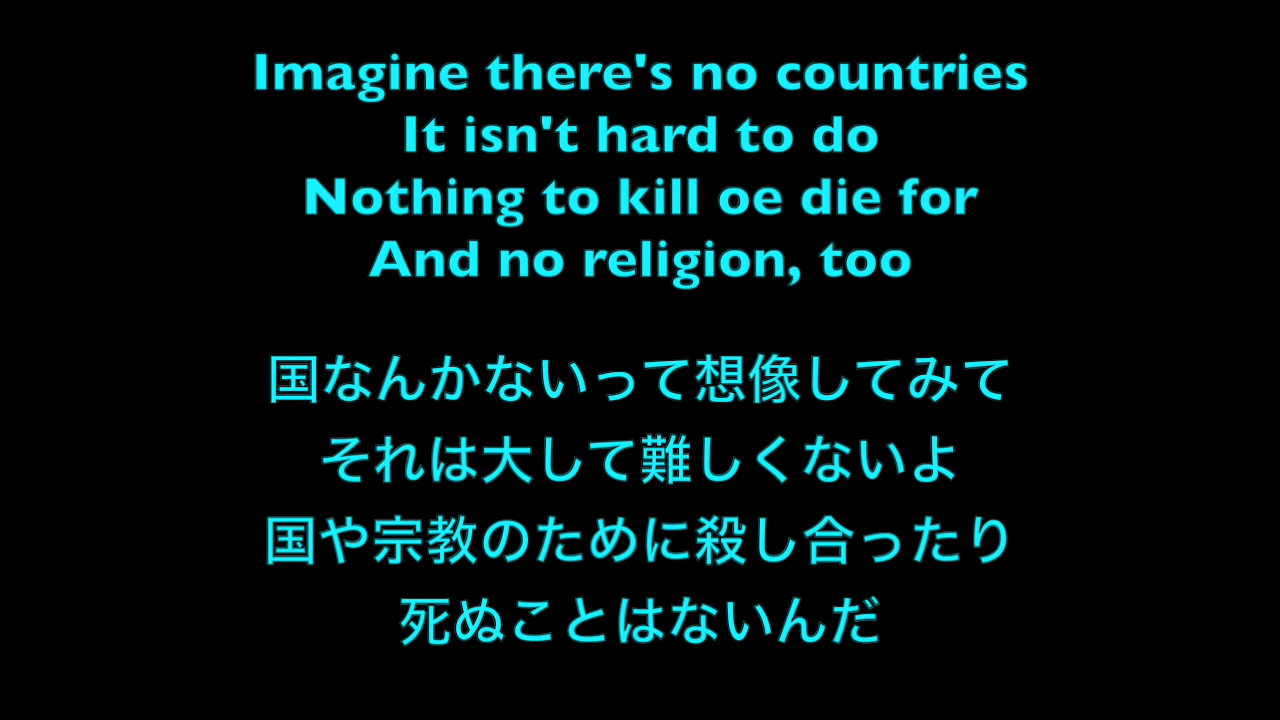 Imagine there's no countries
It isn't hard to do
Nothing to kill oe die for
And no religion, too
国なんかないって想像してみて
それは大して難しくないよ
国や宗教のために殺し合ったり
死ぬことはないんだ